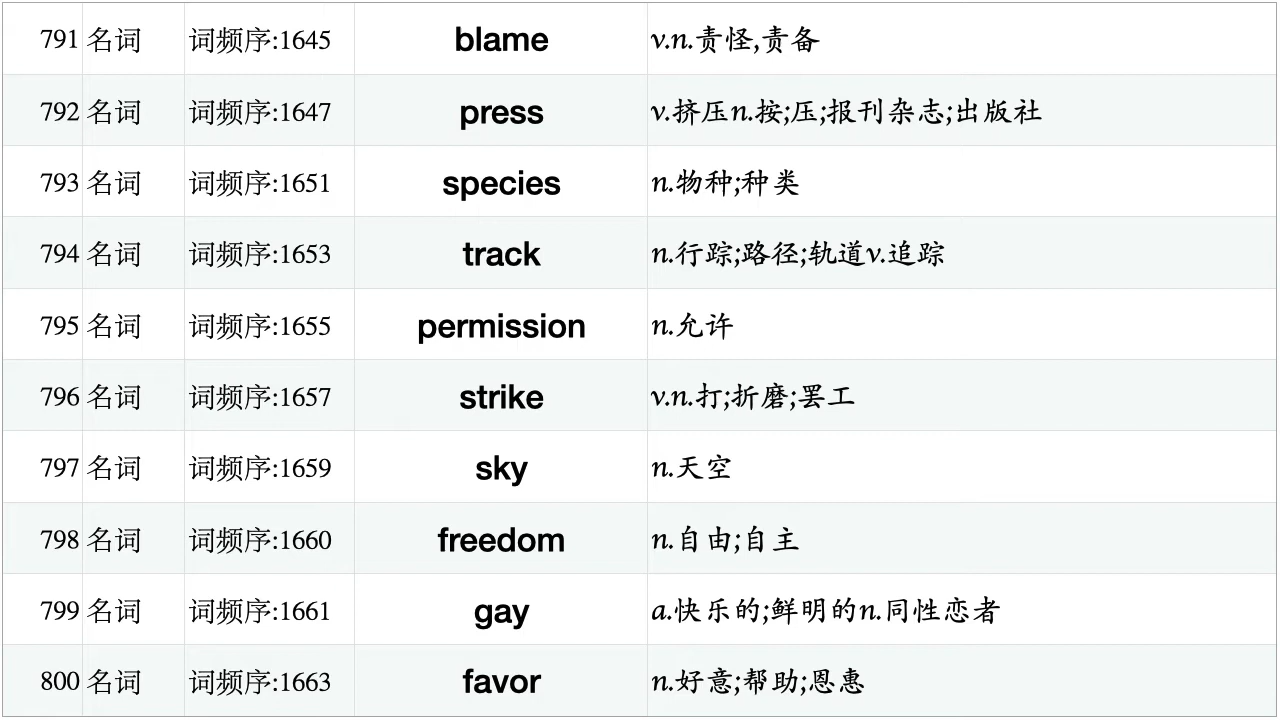 791 名词 词频序:1645 blame v.n.责怪,责备
792 名词 词频序:1647 press v.挤压n.按;压;报刊杂志;出版社
793 名词 词频序:1651 species n.物种;种类
794 名词 词频序:1653 track n.行踪;路径;轨道v.追踪
795 名词 词频序:1655 permission n.允许
796 名词 词频序:1657 strike v.n.打;折磨;罢工
797 名词 词频序:1659 sky n.天空
798 名词 词频序:1660 freedom n.自由;自主
799 名词 词频序:1661 gay a.快乐的;鲜明的n.同性恋者
800 名词 词频序:1663 favor n.好意;帮助;恩惠